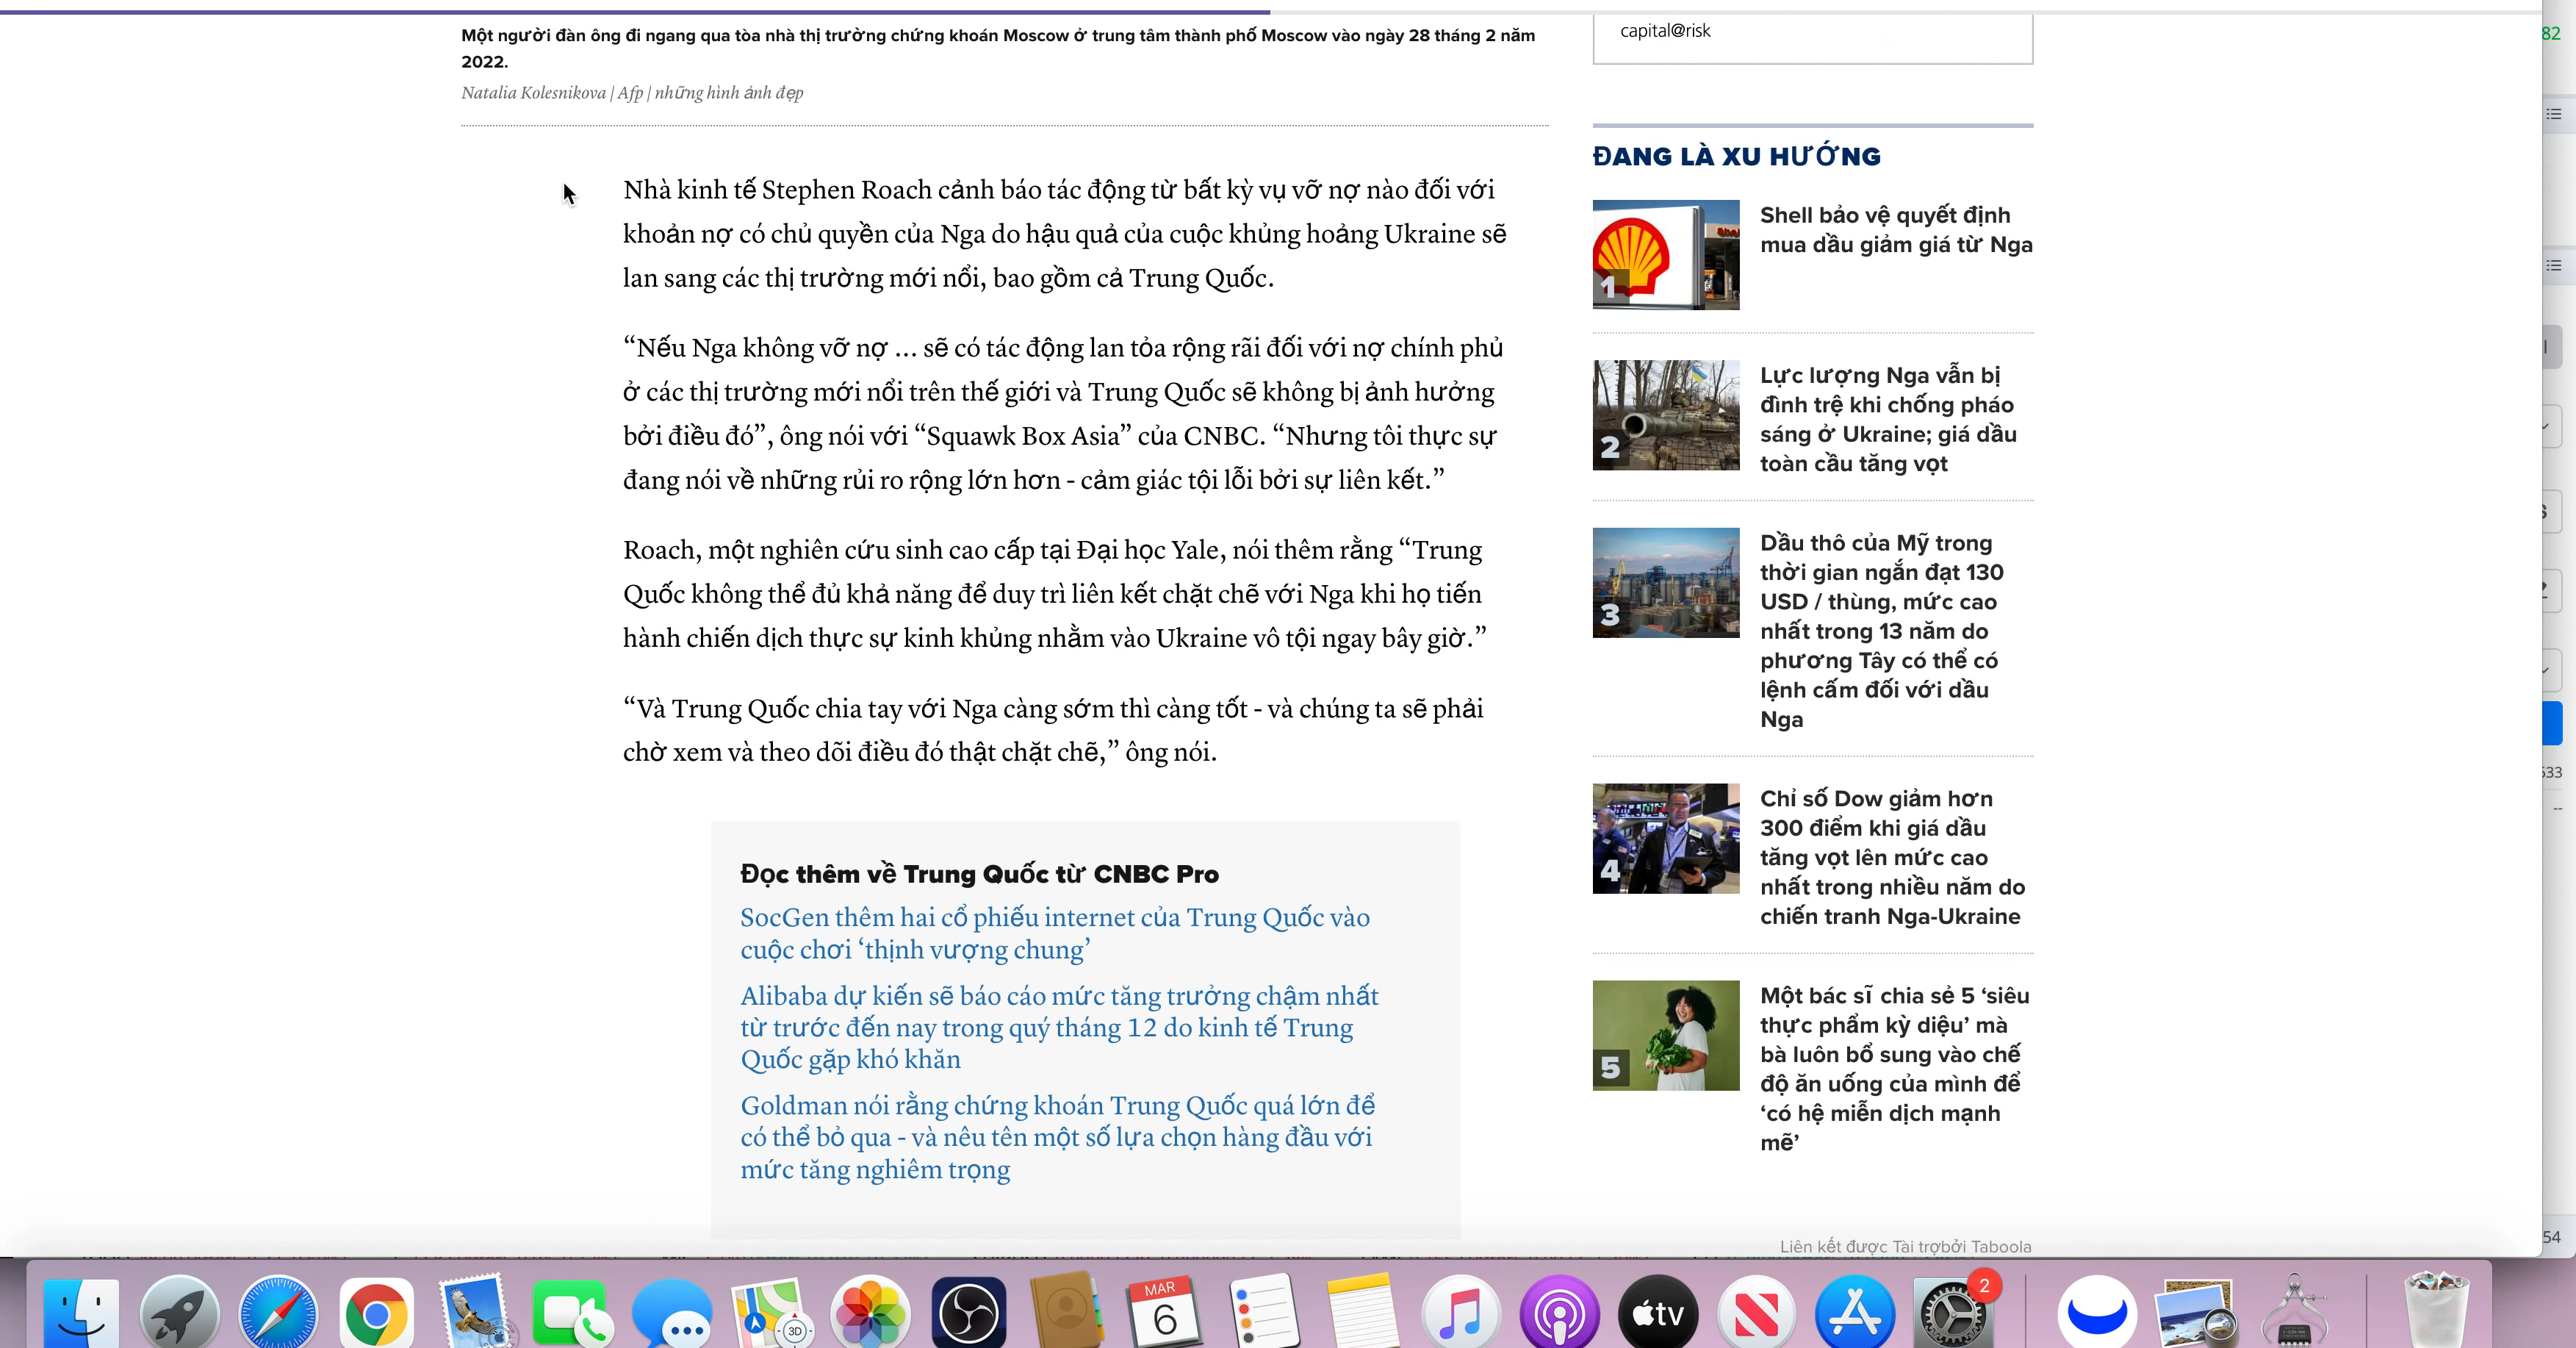 Một người đàn ông đi ngang qua tòa nhà thị trường chứng khoán Moscow ở trung tâm thành phố Moscow vào ngày 28 tháng 2 năm
2022.
Natalia Kolesnikova | Afp | những hình ảnh đẹp
Nhà kinh tế Stephen Roach cảnh báo tác động từ bất kỳ vụ vỡ nợ nào đối với
khoản nợ có chủ quyền của Nga do hậu quả của cuộc khủng hoảng Ukraine sẽ
lan sang các thị trường mới nổi, bao gồm cả Trung Quốc.
“Nếu Nga không vỡ nợ ... sẽ có tác động lan tỏa rộng rãi đối với nợ chính phủ
ở các thị trường mới nổi trên thế giới và Trung Quốc sẽ không bị ảnh hưởng
bởi điều đó”, ông nói với “Squawk Box Asia” của CNBC. “Nhưng tôi thực sự
đang nói về những rủi ro rộng lớn hơn - cảm giác tội lỗi bởi sự liên kết.”
Roach, một nghiên cứu sinh cao cấp tại Đại học Yale, nói thêm rằng “Trung
Quốc không thể đủ khả năng để duy trì liên kết chặt chẽ với Nga khi họ tiến
hành chiến dịch thực sự kinh khủng nhằm vào Ukraine vô tội ngay bây giờ.”
“Và Trung Quốc chia tay với Nga càng sớm thì càng tốt - và chúng ta sẽ phải
chờ xem và theo dõi điều đó thật chặt chẽ,” ông nói.
Đọc thêm về Trung Quốc từ CNBC Pro
SocGen thêm hai cổ phiếu internet của Trung Quốc vào
cuộc chơi ‘thịnh vượng chung’
Alibaba dự kiến sẽ báo cáo mức tăng trưởng chậm nhất
từ trước đến nay trong quý tháng 12 do kinh tế Trung
Quốc gặp khó khăn
Goldman nói rằng chứng khoán Trung Quốc quá lớn để
có thể bỏ qua - và nêu tên một số lựa chọn hàng đầu với
mức tăng nghiêm trọng
capital@risk
ĐANG LÀ XU HƯỚNG
1
Shell bảo vệ quyết định
mua dầu giảm giá từ Nga
2
Lực lượng Nga vẫn bị
đình trệ khi chống pháo
sáng ở Ukraine; giá dầu
toàn cầu tăng vọt
3
Dầu thô của Mỹ trong
thời gian ngắn đạt 130
USD / thùng, mức cao
nhất trong 13 năm do
phương Tây có thể có
lệnh cấm đối với dầu
Nga
4
Chỉ số Dow giảm hơn
300 điểm khi giá dầu
tăng vọt lên mức cao
nhất trong nhiều năm do
chiến tranh Nga-Ukraine
5
Một bác sĩ chia sẻ 5 ‘siêu
thực phẩm kỳ diệu’ mà
bà luôn bổ sung vào chế
độ ăn uống của mình để
‘có hệ miễn dịch mạnh
mẽ’
Liên kết được Tài trợbởi Taboola
82
54
3D
MAR
6
tv
2